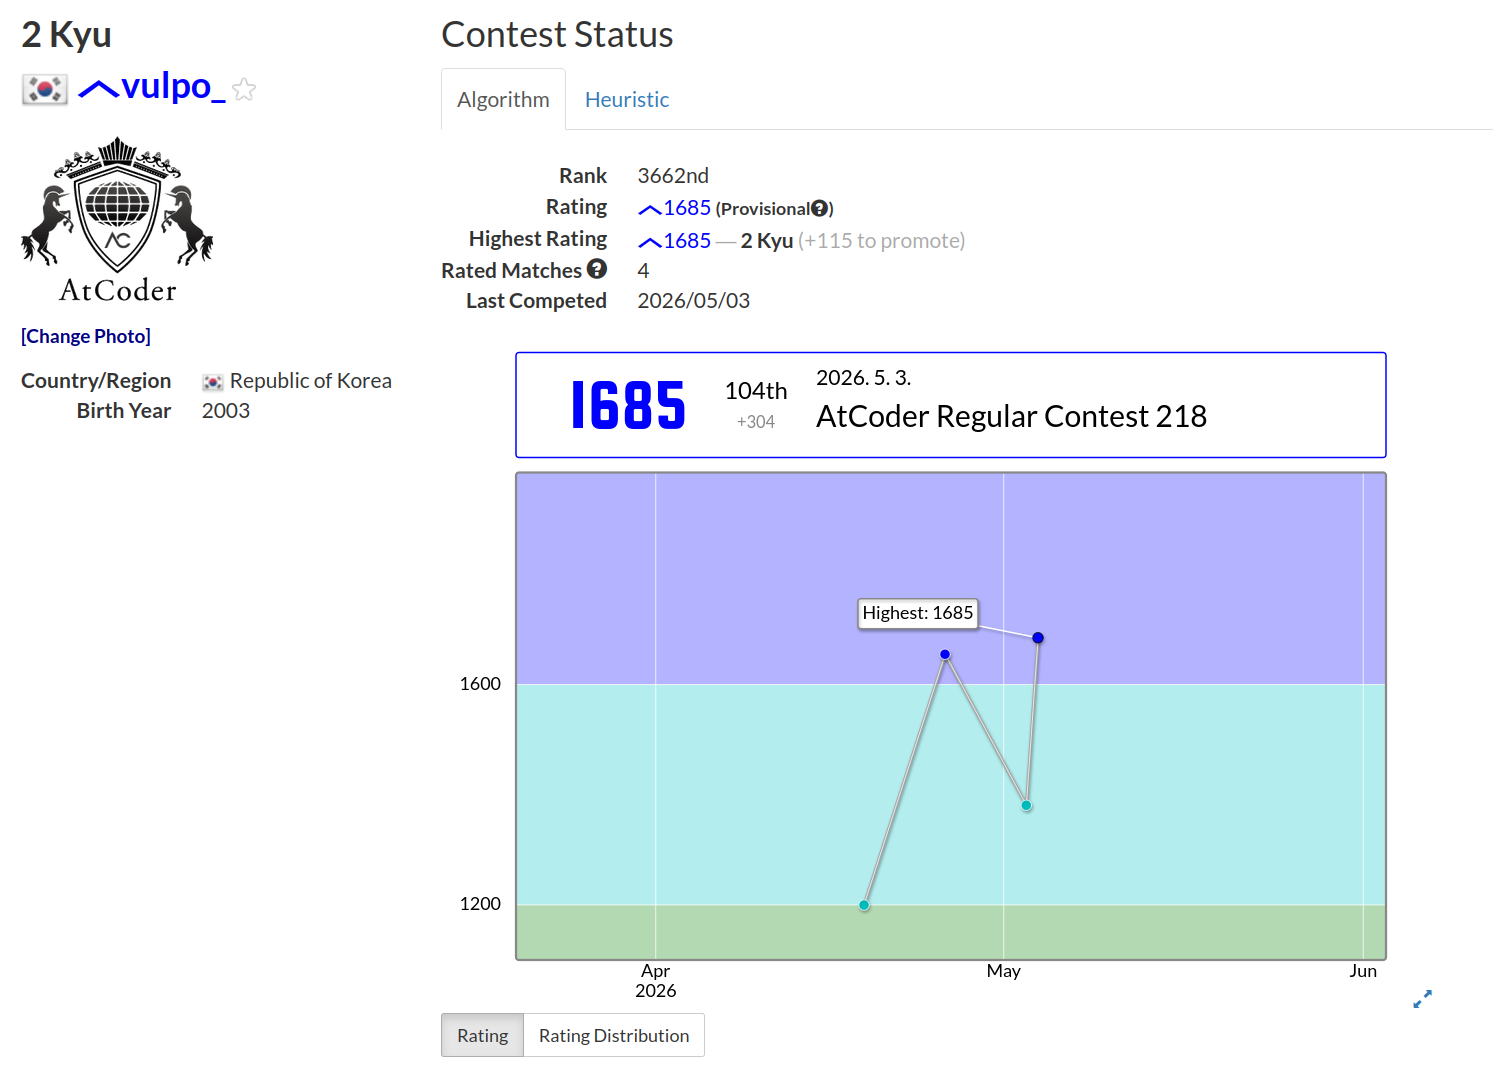 2 Kyu
vulpo_
AC
AtCoder
[Change Photo]
Country/Region Republic of Korea
Birth Year 2003
Contest Status
Algorithm Heuristic
Rank 3662nd
Rating 1685 (Provisional?)
Highest Rating 1685 — 2 Kyu (+115 to promote)
Rated Matches ? 4
Last Competed 2026/05/03
1685
104th
+304
2026. 5. 3.
AtCoder Regular Contest 218
Highest: 1685
1600
1200
Apr May Jun
2026
Rating Rating Distribution